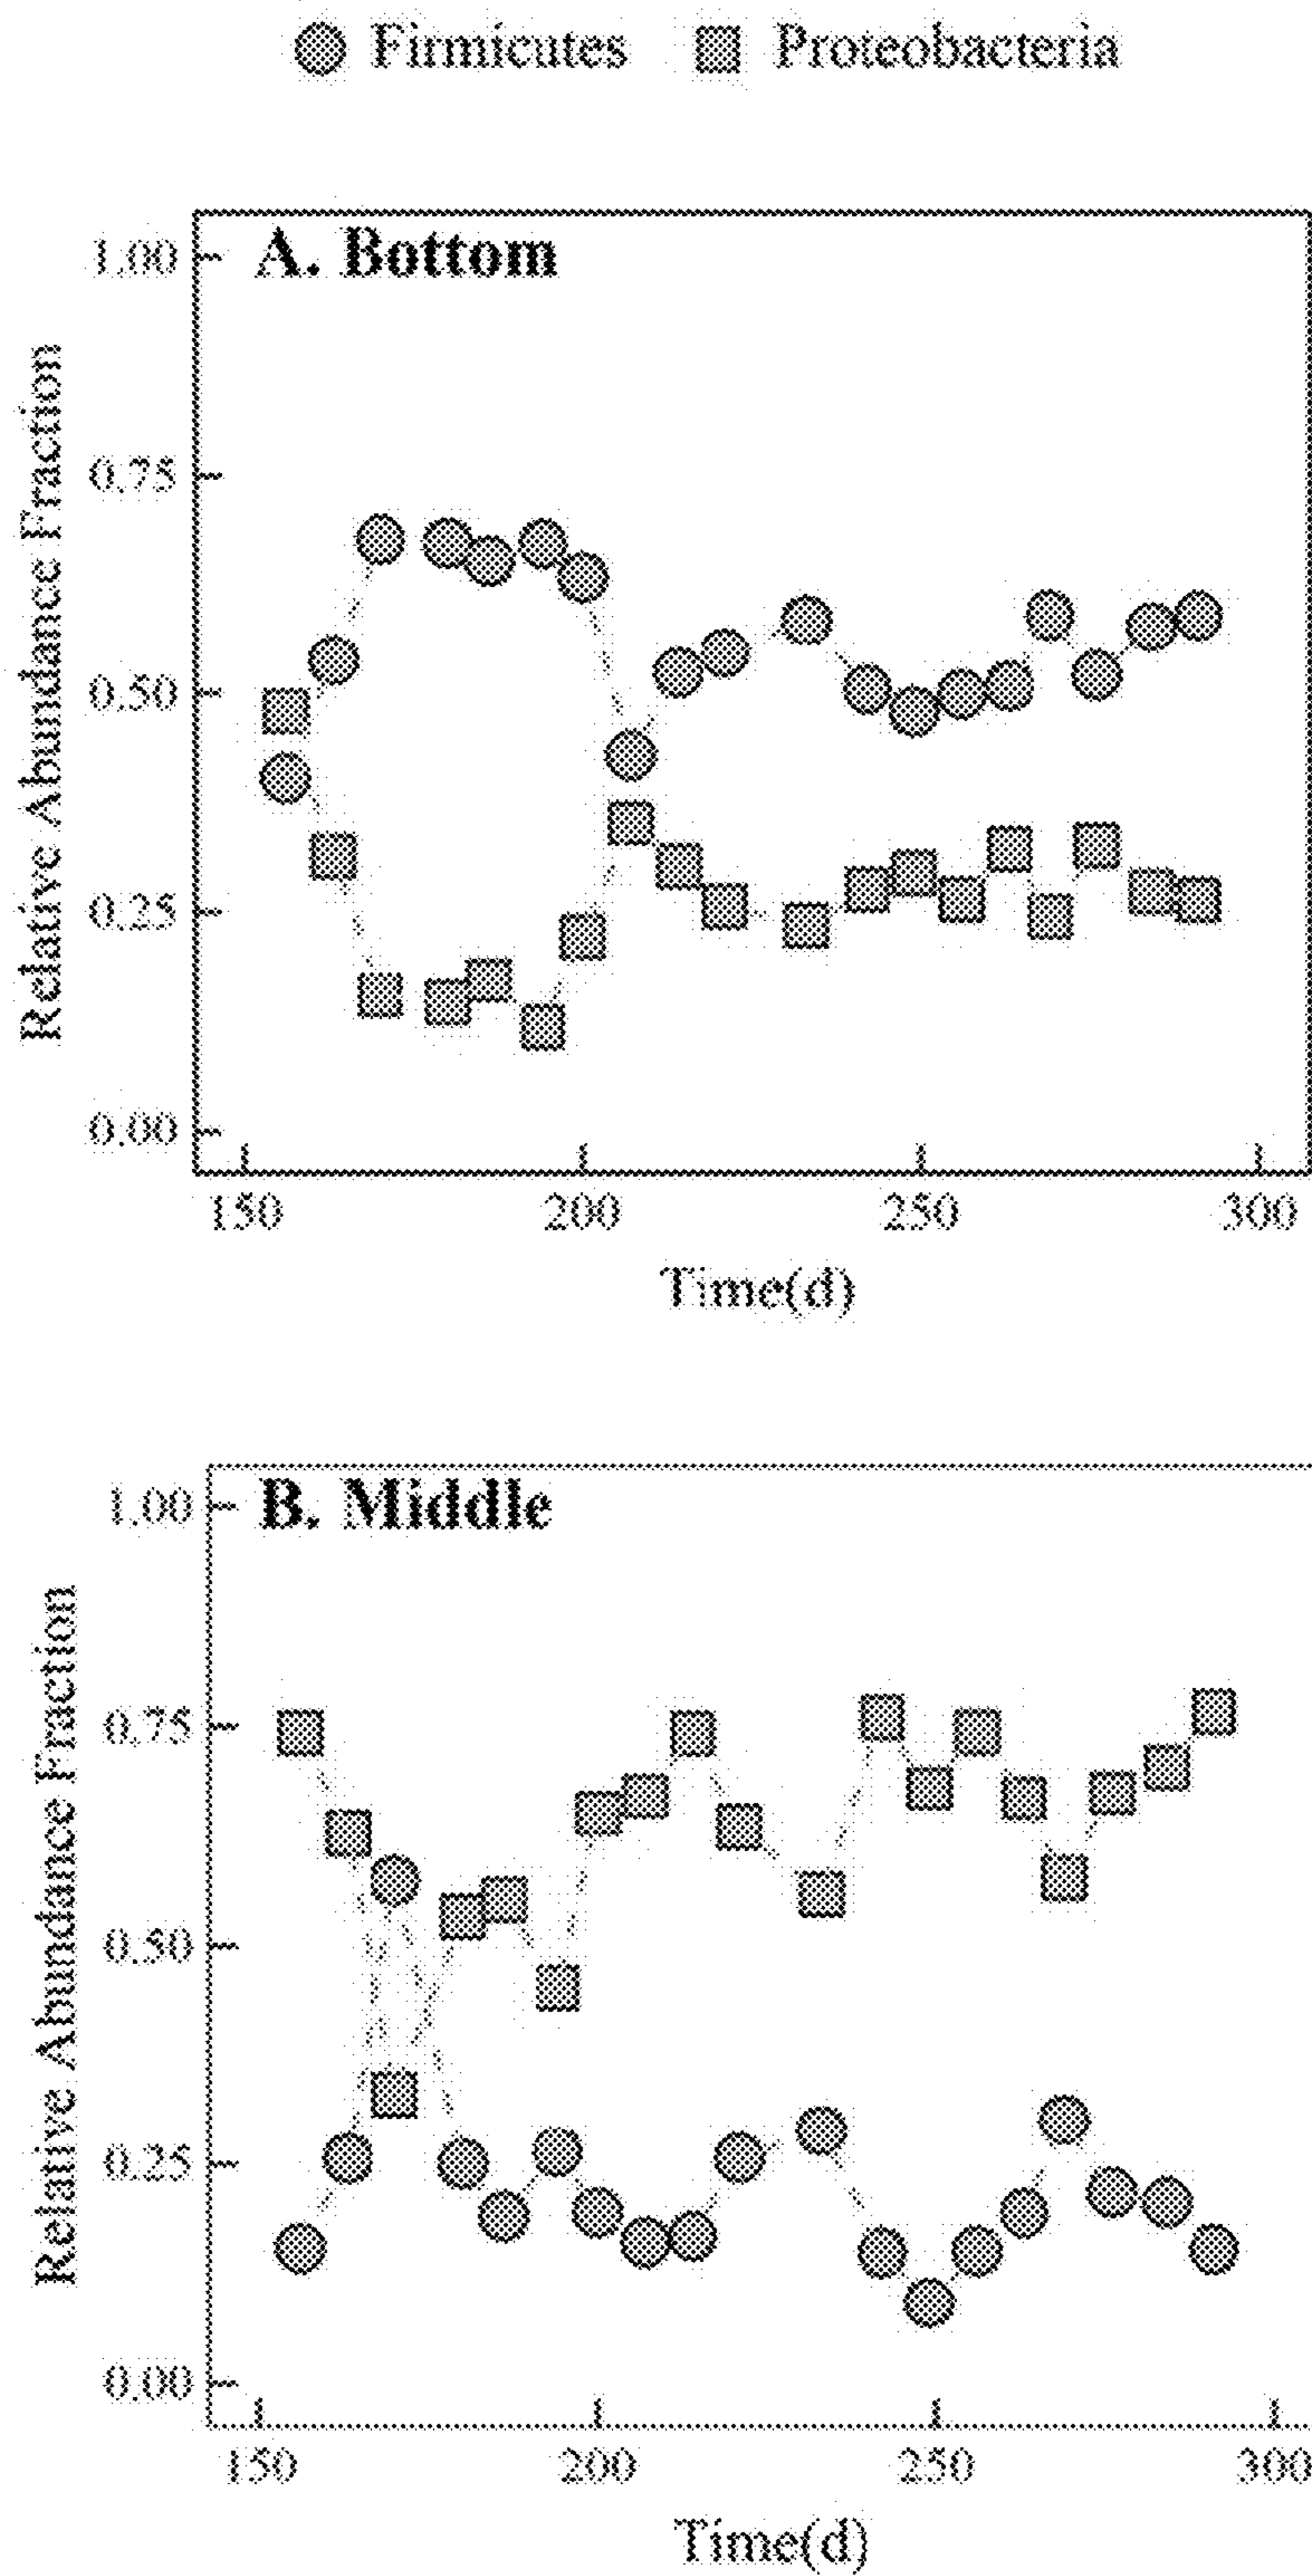 Firmicutes Proteobacteria
A. Bottom
1.00
0.75
0.50
0.25
0.00
Relative Abundance Fraction
150 200 250 300
Time(d)
B. Middle
1.00
0.75
0.50
0.25
0.00
Relative Abundance Fraction
150 200 250 300
Time(d)